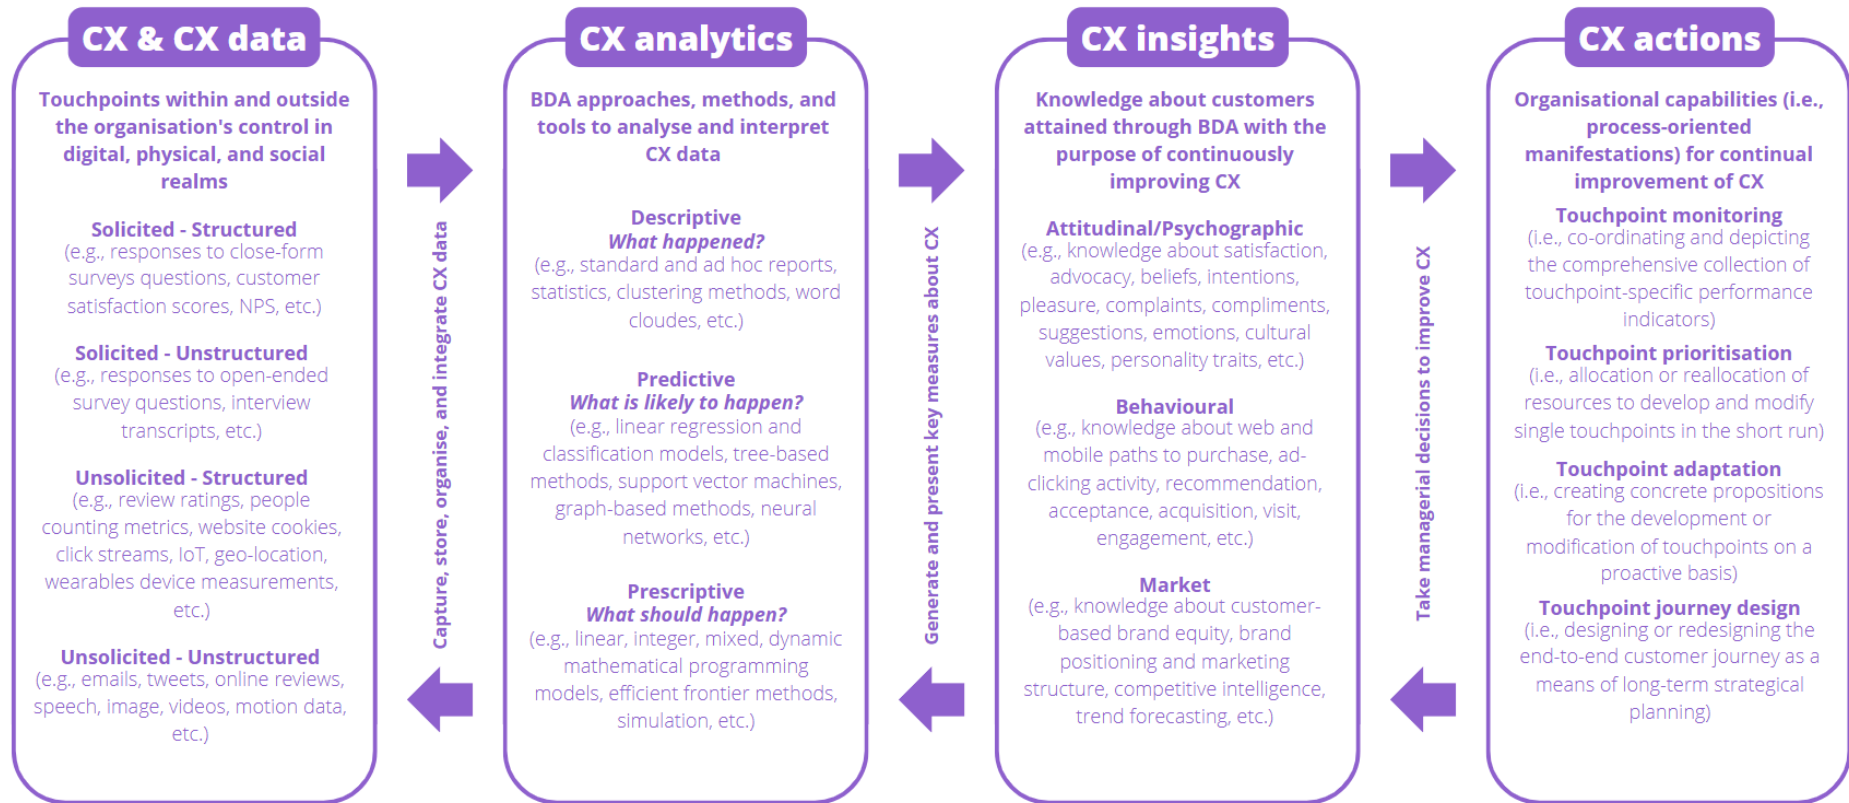 CX & CX data
Touchpoints within and outside
the organisation's control in
digital, physical, and social
realms
Solicited - Structured
(e.g., responses to close-form
surveys questions, customer
satisfaction scores, NPS, etc.)
Solicited - Unstructured
(e.g., responses to open-ended
survey questions, interview
transcripts, etc.)
Unsolicited - Structured
(e.g., review ratings, people
counting metrics, website cookies,
click streams, IoT, geo-location,
wearables device measurements,
etc.)
Unsolicited - Unstructured
(e.g., emails, tweets, online reviews,
speech, image, videos, motion data,
etc.)
Capture, store, organise, and integrate CX data
CX analytics
BDA approaches, methods, and
tools to analyse and interpret
CX data
Descriptive
What happened?
(e.g., standard and ad hoc reports,
statistics, clustering methods, word
cloudes, etc.)
Predictive
What is likely to happen?
(e.g., linear regression and
classification models, tree-based
methods, support vector machines,
graph-based methods, neural
networks, etc.)
Prescriptive
What should happen?
(e.g., linear, integer, mixed, dynamic
mathematical programming
models, efficient frontier methods,
simulation, etc.)
Generate and present key measures about CX
CX insights
Knowledge about customers
attained through BDA with the
purpose of continuously
improving CX
Attitudinal/Psychographic
(e.g., knowledge about satisfaction,
advocacy, beliefs, intentions,
pleasure, complaints, compliments,
suggestions, emotions, cultural
values, personality traits, etc.)
Behavioural
(e.g., knowledge about web and
mobile paths to purchase, ad-
clicking activity, recommendation,
acceptance, acquisition, visit,
engagement, etc.)
Market
(e.g., knowledge about customer-
based brand equity, brand
positioning and marketing
structure, competitive intelligence,
trend forecasting, etc.)
Take managerial decisions to improve CX
CX actions
Organisational capabilities (i.e.,
process-oriented
manifestations) for continual
improvement of CX
Touchpoint monitoring
(i.e., co-ordinating and depicting
the comprehensive collection of
touchpoint-specific performance
indicators)
Touchpoint prioritisation
(i.e., allocation or reallocation of
resources to develop and modify
single touchpoints in the short run)
Touchpoint adaptation
(i.e., creating concrete propositions
for the development or
modification of touchpoints on a
proactive basis)
Touchpoint journey design
(i.e., designing or redesigning the
end-to-end customer journey as a
means of long-term strategical
planning)